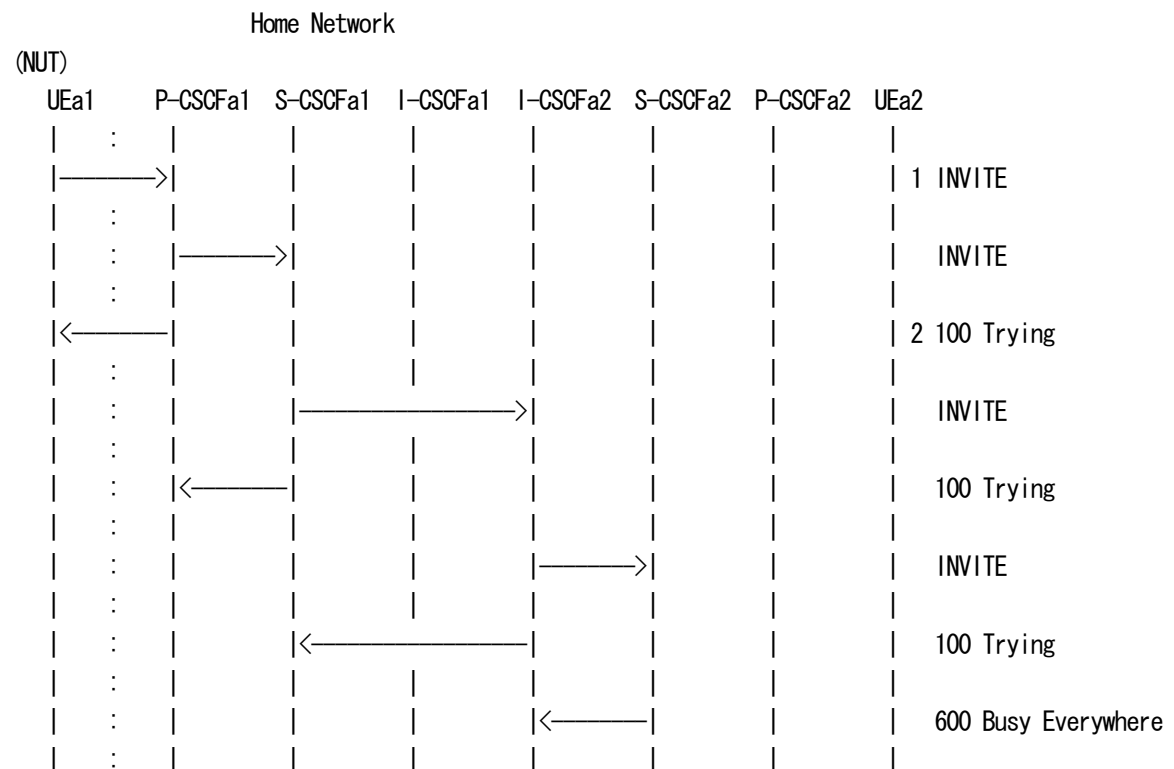 Home Network
(NUT)
UEa1 P-CSCFa1 S-CSCFa1 I-CSCFa1 I-CSCFa2 S-CSCFa2 P-CSCFa2 UEa2
1 INVITE
INVITE
2 100 Trying
INVITE
100 Trying
INVITE
100 Trying
600 Busy Everywhere